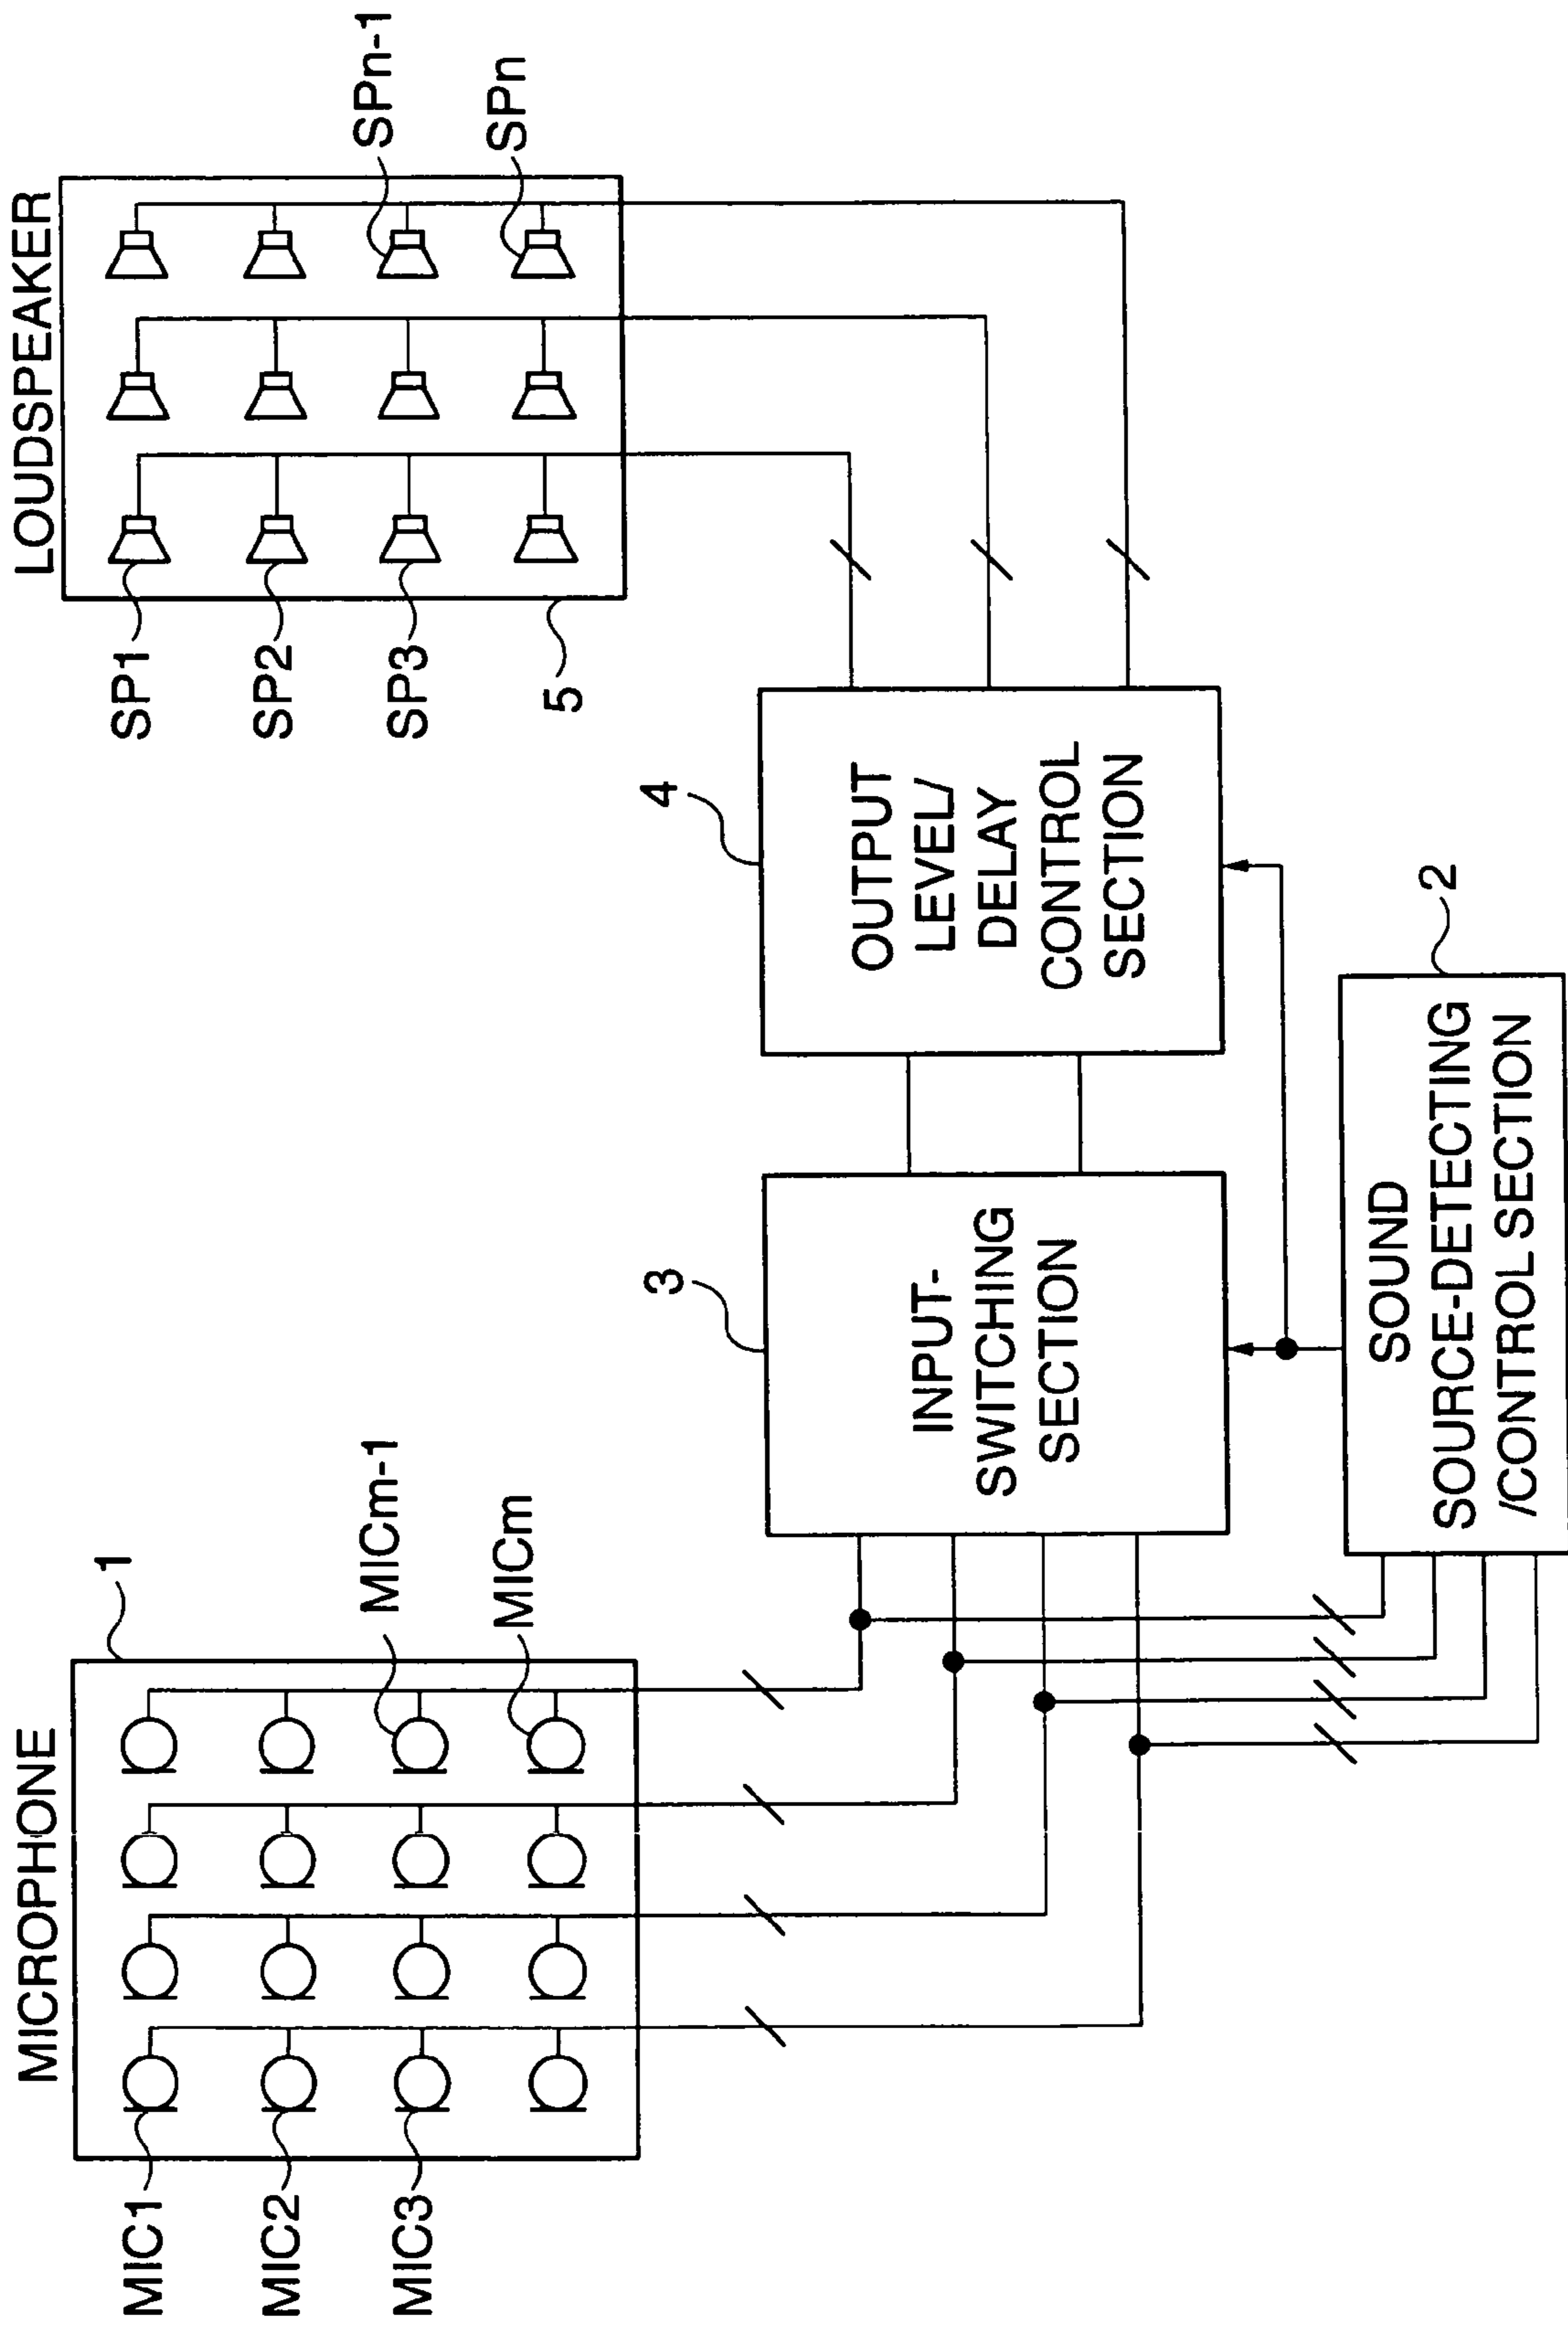 MICROPHONE
1
MIC1
MIC2
MIC3
MICm-1
MICm
LOUDSPEAKER
SP1
SP2
SP3
5
SPn-1
SPn
3
INPUT-
SWITCHING
SECTION
4
OUTPUT
LEVEL/
DELAY
CONTROL
SECTION
2
SOUND
SOURCE-DETECTING
/CONTROL SECTION